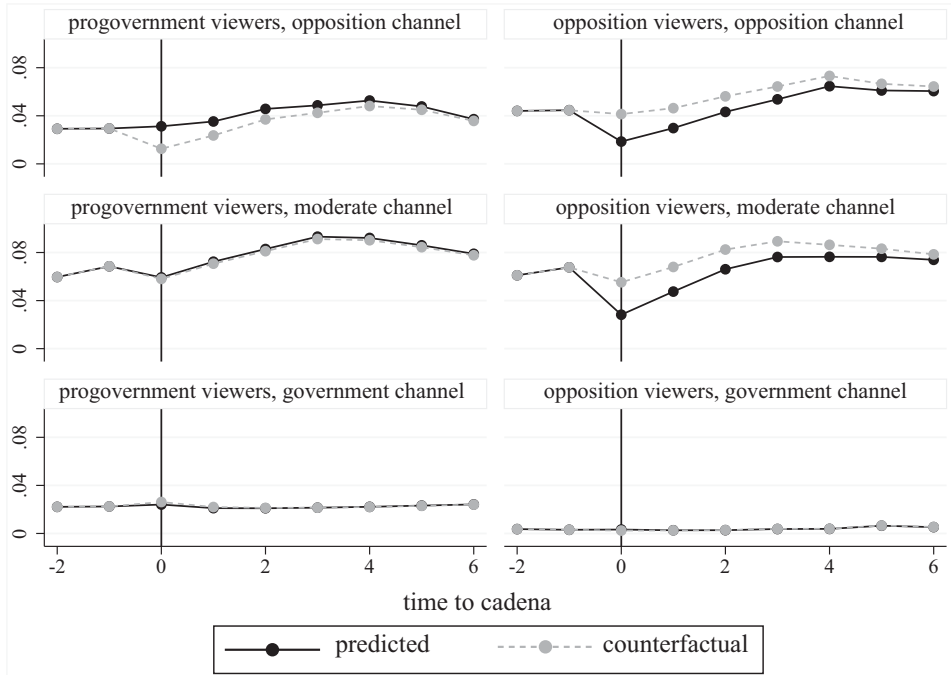 progovernment viewers, opposition channel
opposition viewers, opposition channel
.08
.04
0
progovernment viewers, moderate channel
opposition viewers, moderate channel
.08
.04
0
progovernment viewers, government channel
opposition viewers, government channel
.08
.04
0
-2 0 2 4 6 -2 0 2 4 6
time to cadena
predicted counterfactual